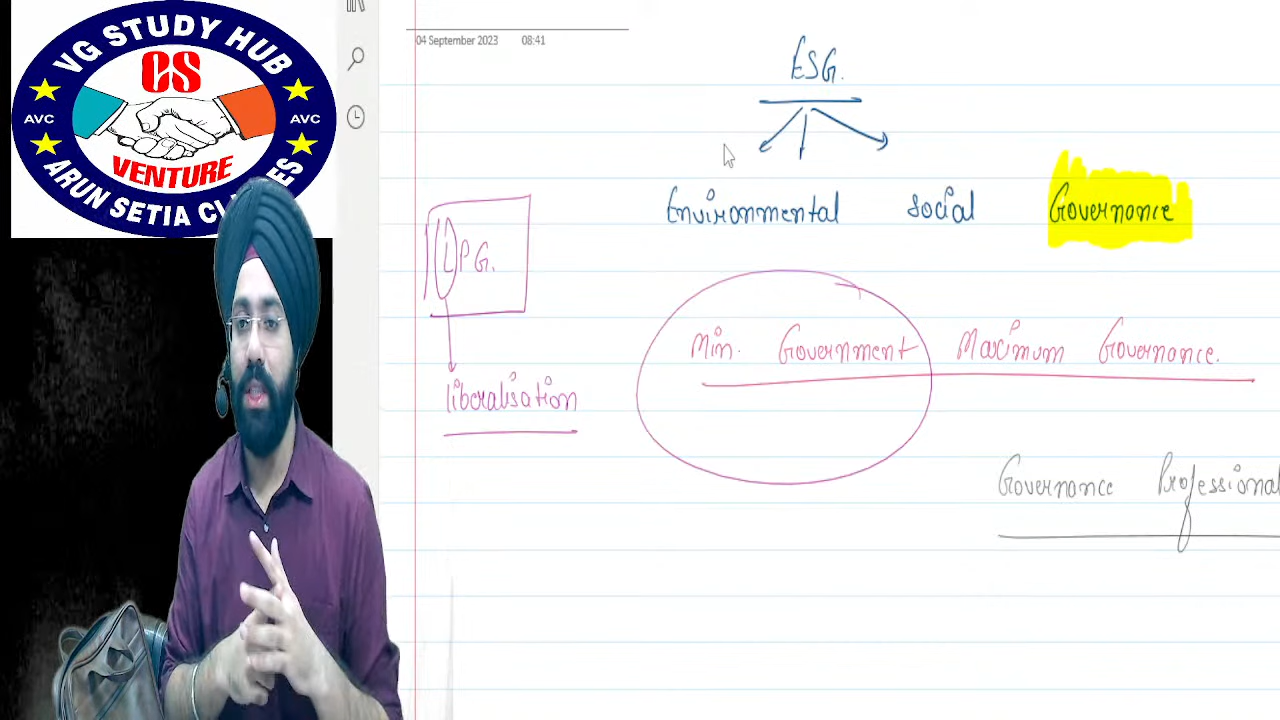 VG STUDY HUB
CS
AVC
AVC
VENTURE
ARUN SETIA
04 September 2023 08:41
ESG.
Environmental Social Governance
LPG.
liberalisation
Min. Government Maximum Governance.
Governance Professional